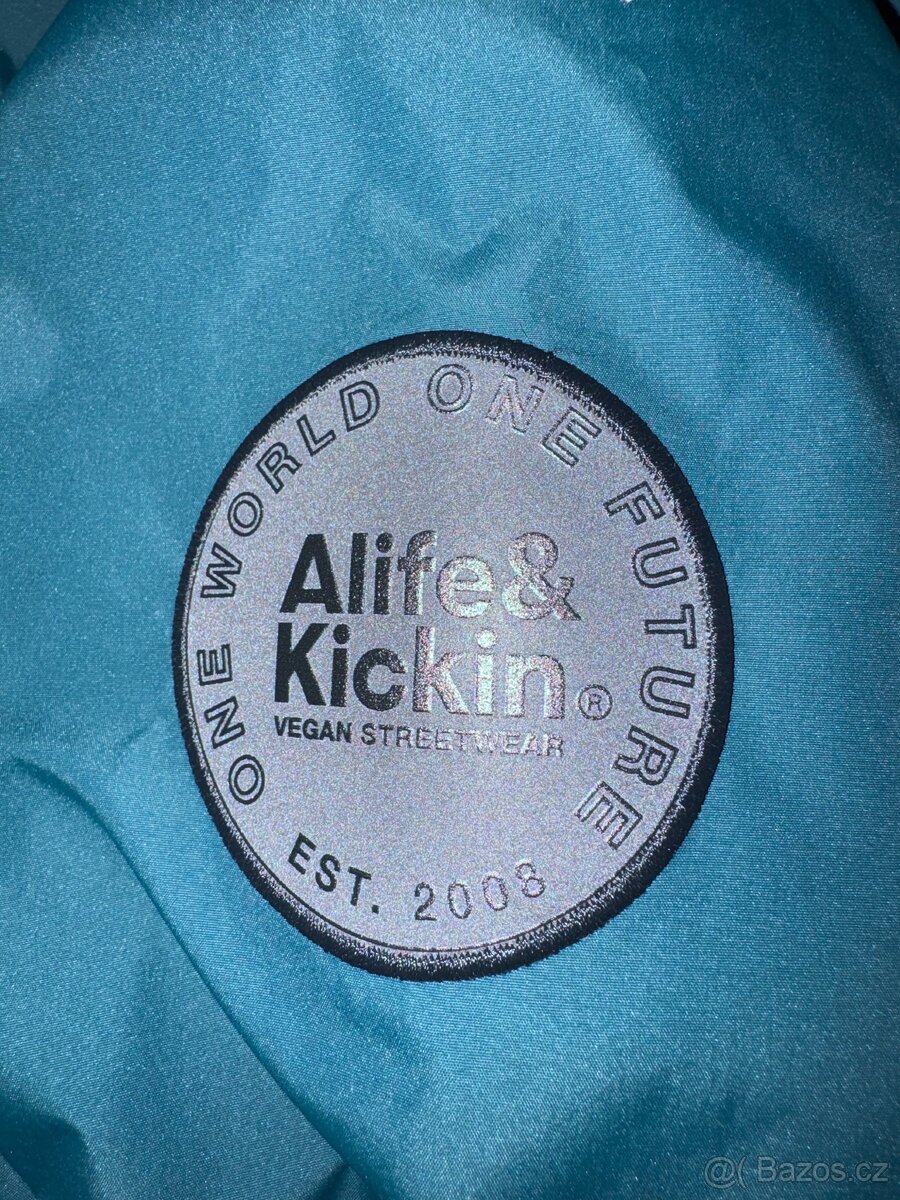 ONE WORLD ONE FUTURE
Alife&
Kickin®
VEGAN STREETWEAR
EST. 2008
@( Bazos.cz